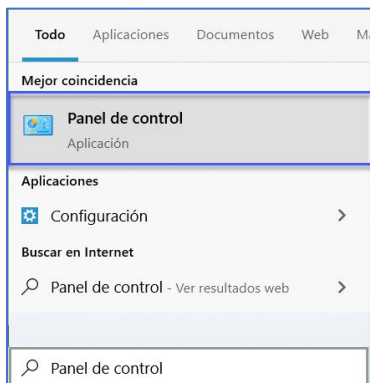 Todo Aplicaciones Documentos Web
Mejor coincidencia
Panel de control
Aplicación
Aplicaciones
Configuración
Buscar en Internet
Panel de control - Ver resultados web
Panel de control